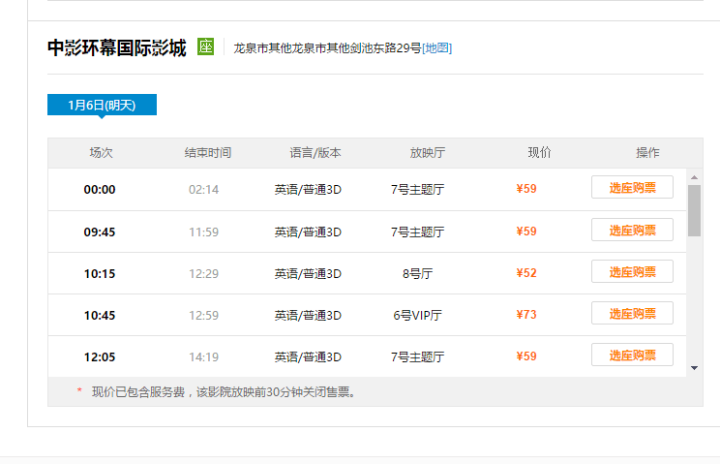 中影环幕国际影城 座 龙泉市其他龙泉市其他剑池东路29号[地图]
1月6日(明天)
场次 结束时间 语言/版本 放映厅 现价 操作
00:00 02:14 英语/普通3D 7号主题厅 ¥59 选座购票
09:45 11:59 英语/普通3D 7号主题厅 ¥59 选座购票
10:15 12:29 英语/普通3D 8号厅 ¥52 选座购票
10:45 12:59 英语/普通3D 6号VIP厅 ¥73 选座购票
12:05 14:19 英语/普通3D 7号主题厅 ¥59 选座购票
* 现价已包含服务费，该影院放映前30分钟关闭售票。